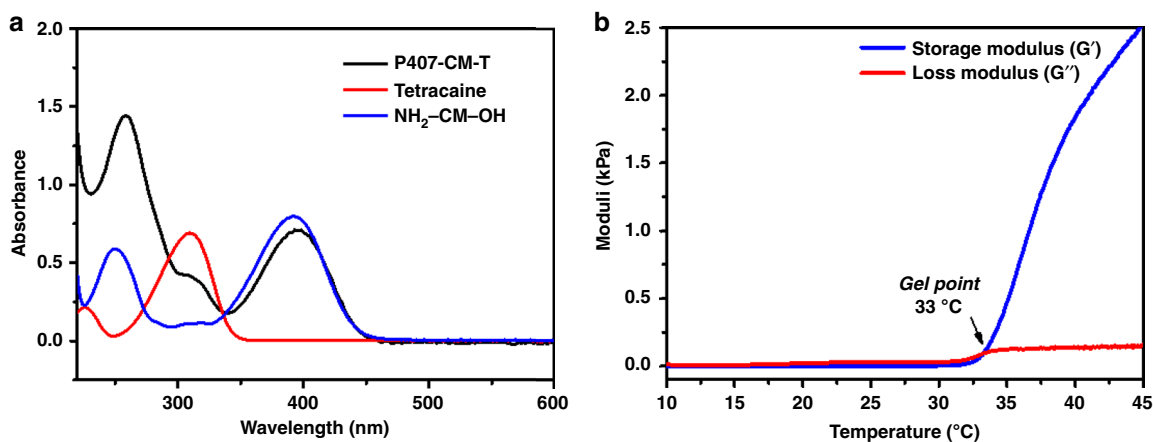 a
2.0
1.5
1.0
0.5
0.0
Absorbance
P407-CM-T
Tetracaine
NH₂–CM–OH
300
400
500
600
Wavelength (nm)
b
2.5
2.0
1.5
1.0
0.5
0.0
Moduli (kPa)
Storage modulus (G′)
Loss modulus (G″)
Gel point
33 °C
10
15
20
25
30
35
40
45
Temperature (°C)